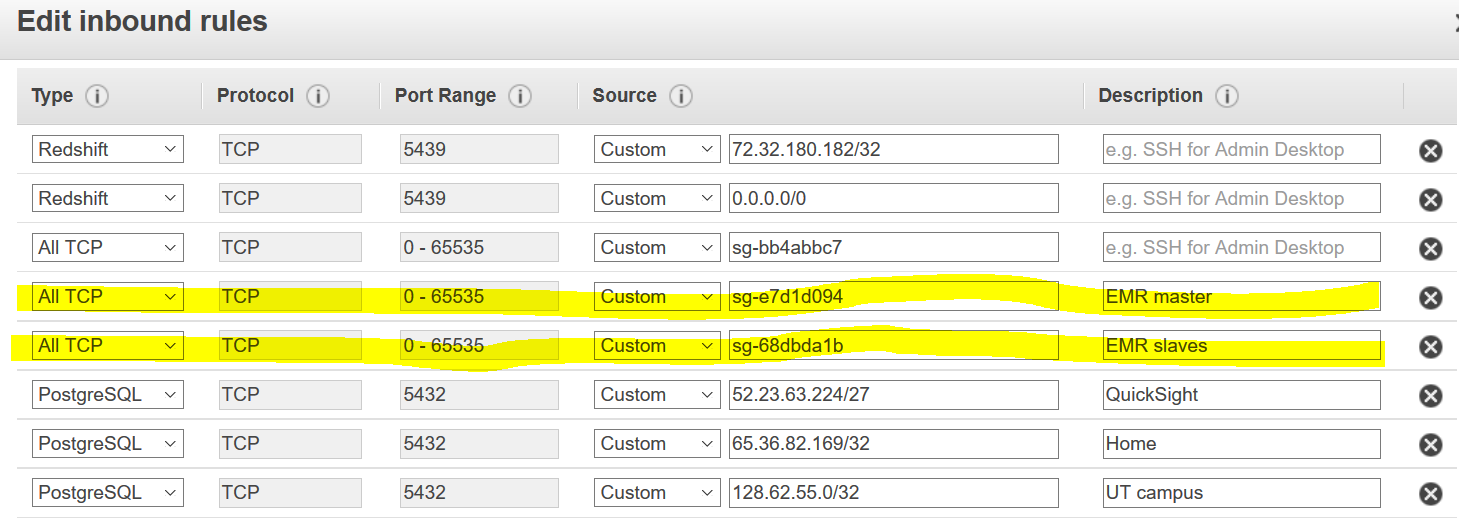 Edit inbound rules
Type Protocol Port Range Source Description
Redshift TCP 5439 Custom 72.32.180.182/32 e.g. SSH for Admin Desktop
Redshift TCP 5439 Custom 0.0.0.0/0 e.g. SSH for Admin Desktop
All TCP TCP 0 - 65535 Custom sg-bb4abbc7 e.g. SSH for Admin Desktop
All TCP TCP 0 - 65535 Custom sg-e7d1d094 EMR master
All TCP TCP 0 - 65535 Custom sg-68dbda1b EMR slaves
PostgreSQL TCP 5432 Custom 52.23.63.224/27 QuickSight
PostgreSQL TCP 5432 Custom 65.36.82.169/32 Home
PostgreSQL TCP 5432 Custom 128.62.55.0/32 UT campus